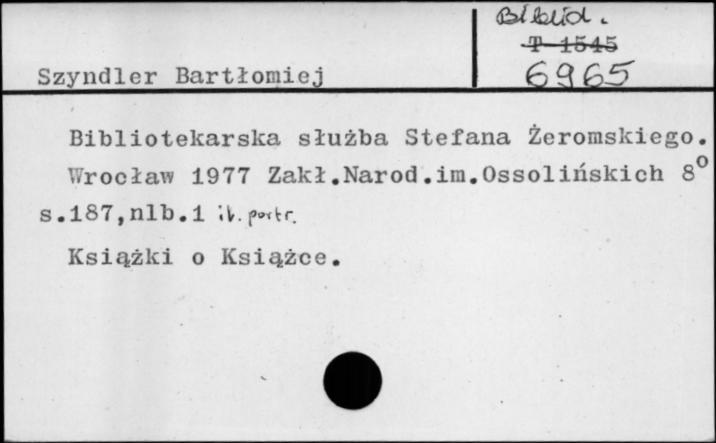 Bibliol.
T-1545
Szyndler Bartłomiej
6965
Bibliotekarska służba Stefana Żeromskiego.
Wrocław 1977 Zakł.Narod.im.Ossolińskich 8°
s.187,nlb.1 il. portr.
Książki o Książce.